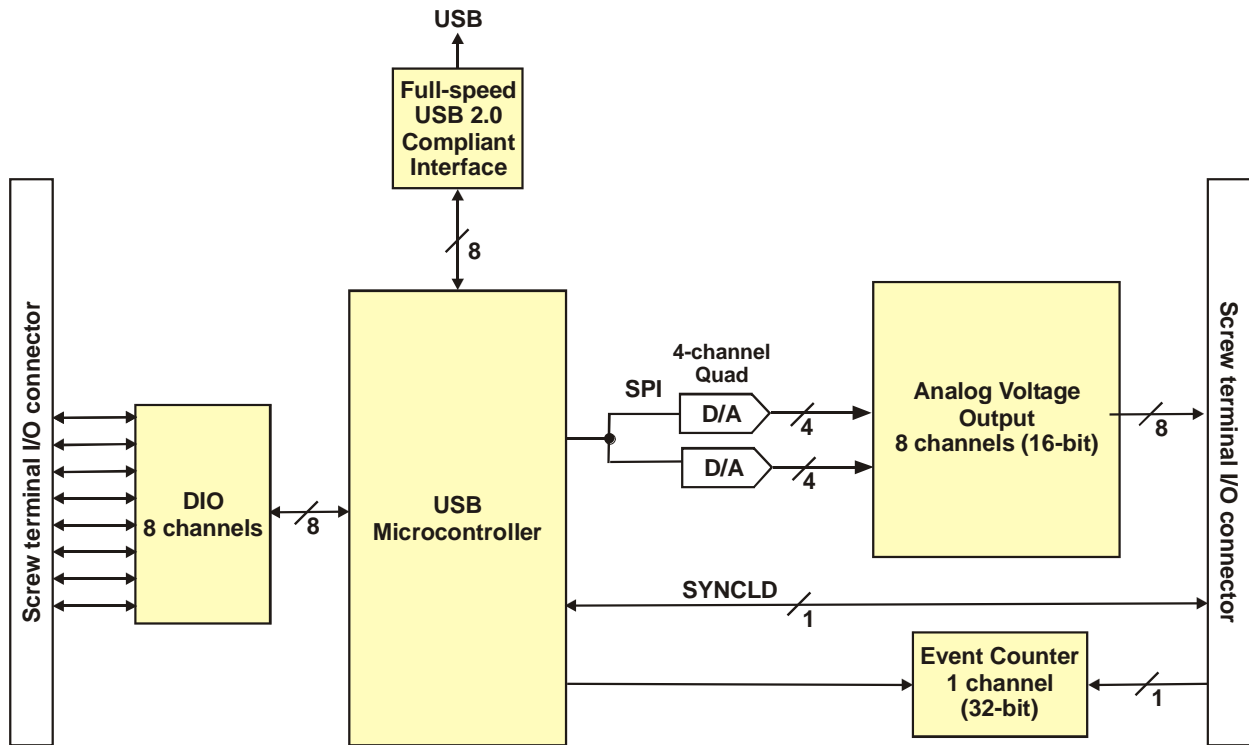 USB
Full-speed
USB 2.0
Compliant
Interface
8
Screw terminal I/O connector
DIO
8 channels
8
USB
Microcontroller
SPI
4-channel
Quad
D/A
4
D/A
4
Analog Voltage
Output
8 channels (16-bit)
8
SYNCLD
1
Event Counter
1 channel
(32-bit)
1
Screw terminal I/O connector